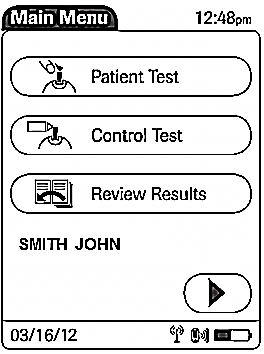 Main Menu 12:48pm
Patient Test
Control Test
Review Results
SMITH JOHN
03/16/12